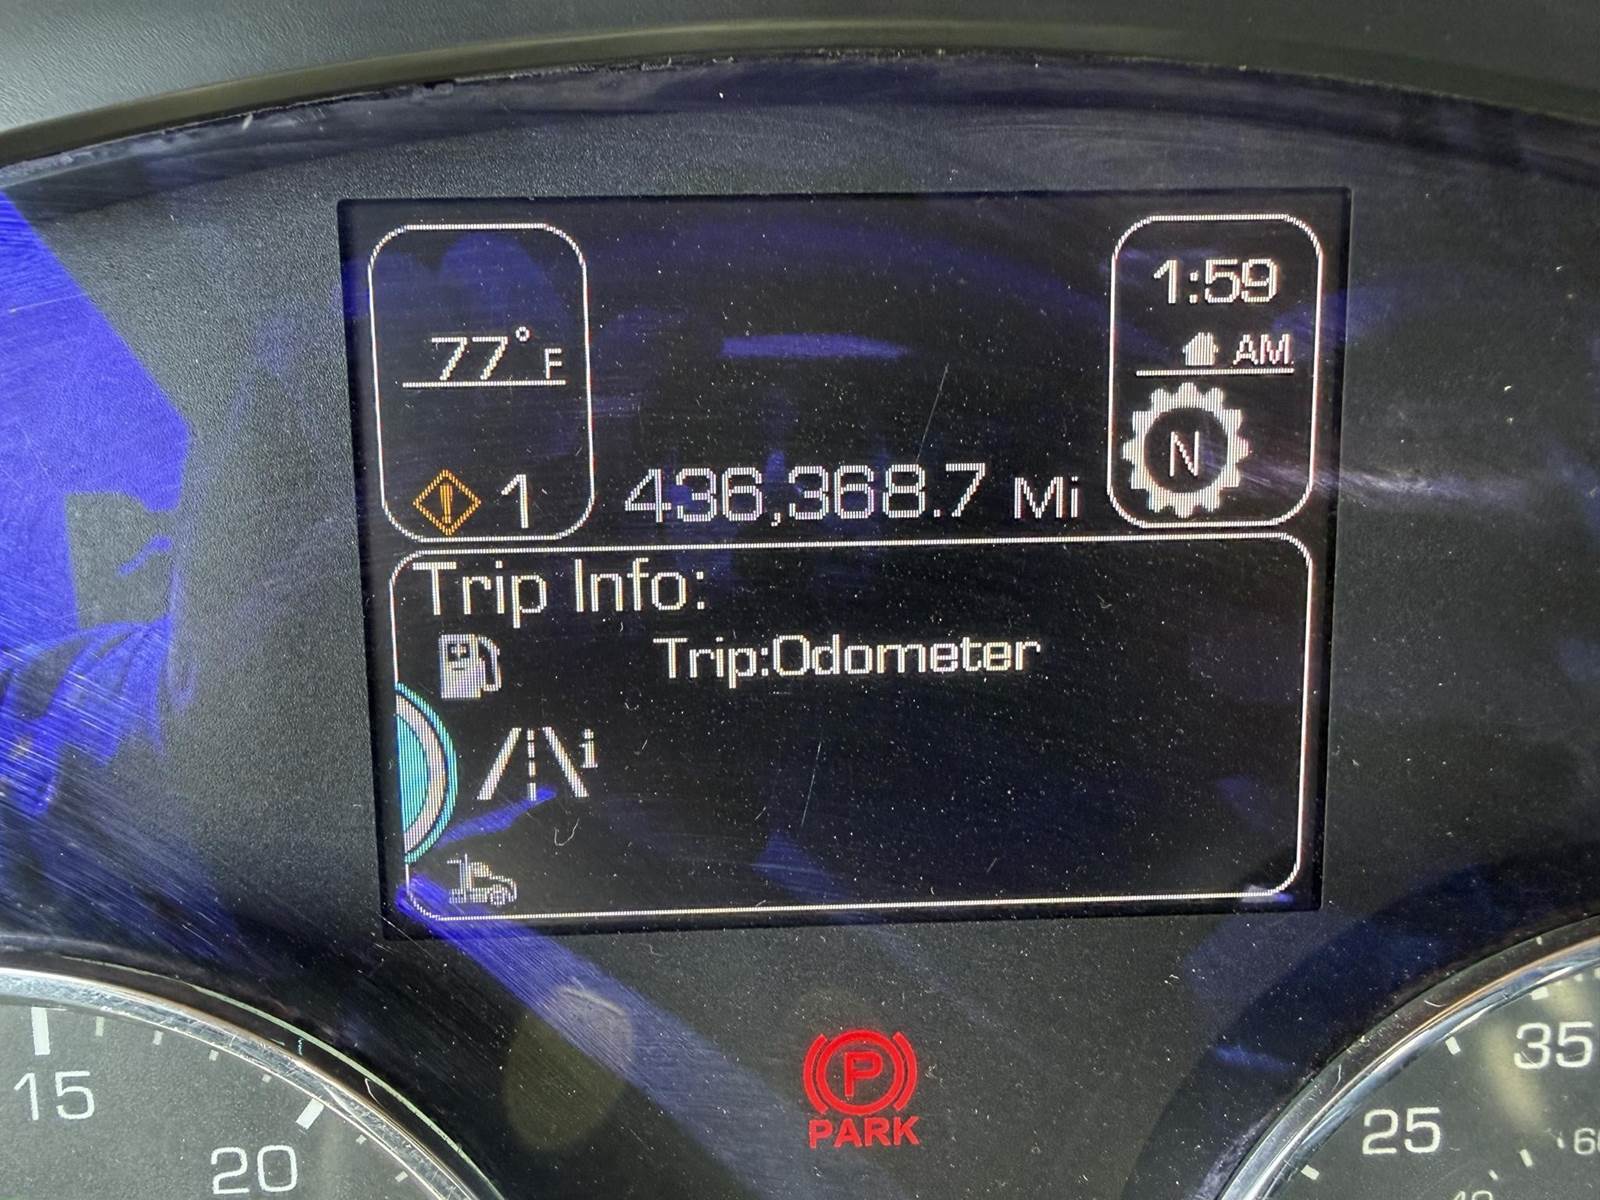 77°F
1:59
AM
N
1
436,368.7 Mi
Trip Info:
Trip:Odometer
i
P
PARK
15
20
25
35